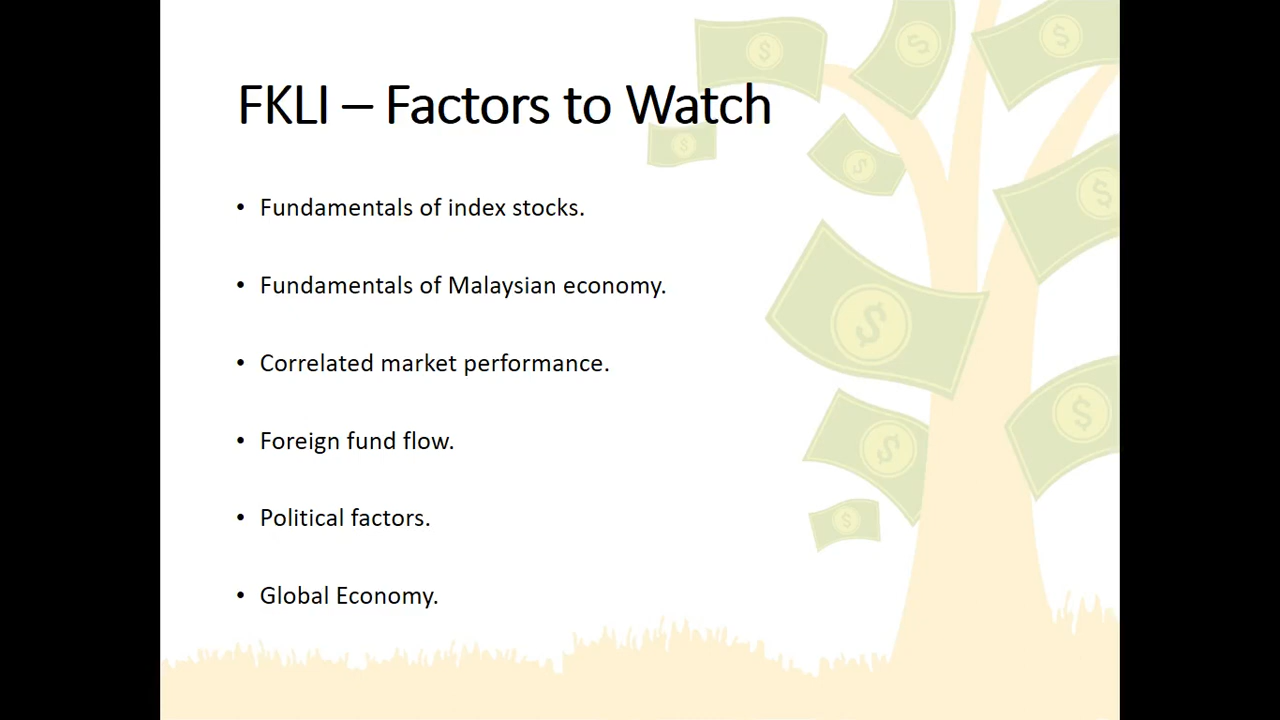 FKLI – Factors to Watch
• Fundamentals of index stocks.
• Fundamentals of Malaysian economy.
• Correlated market performance.
• Foreign fund flow.
• Political factors.
• Global Economy.